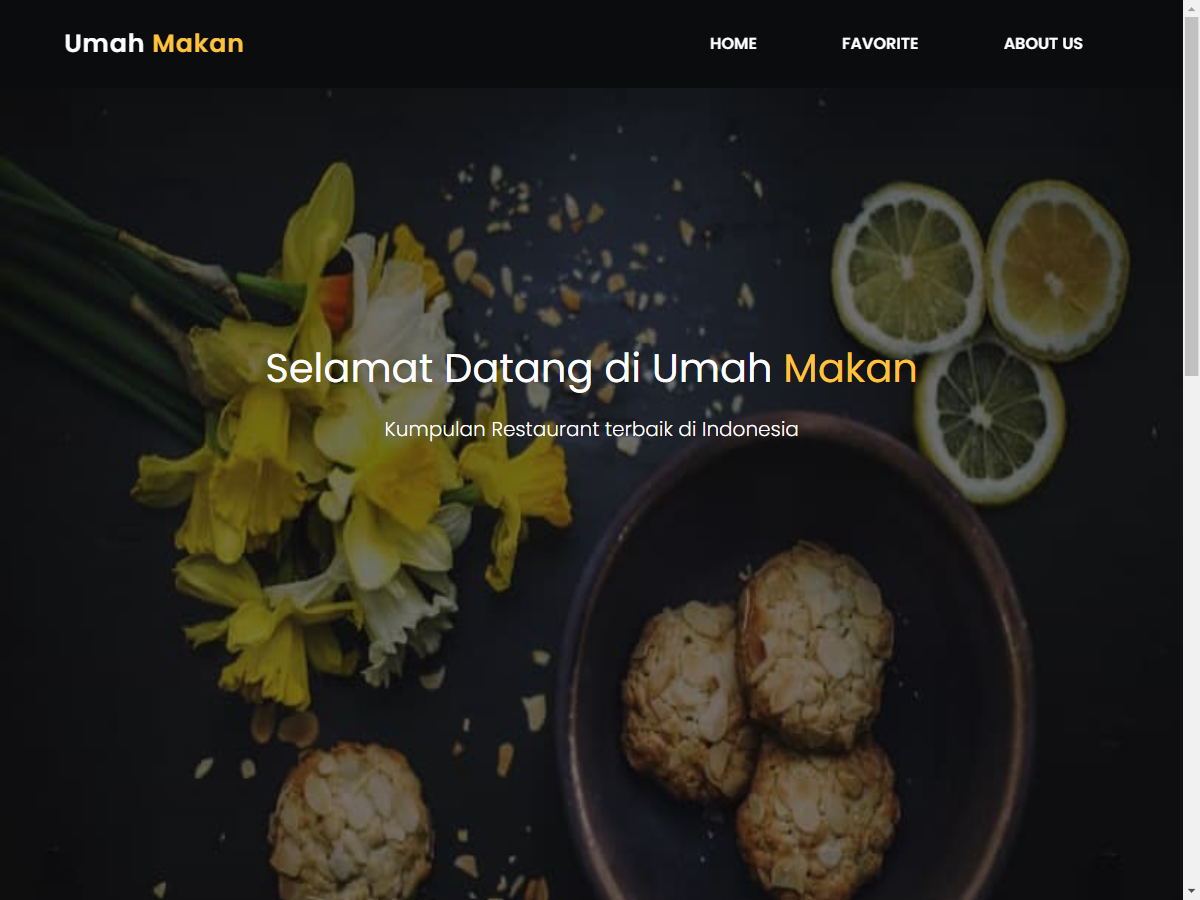 Umah Makan
HOME
FAVORITE
ABOUT US
Selamat Datang di Umah Makan
Kumpulan Restaurant terbaik di Indonesia